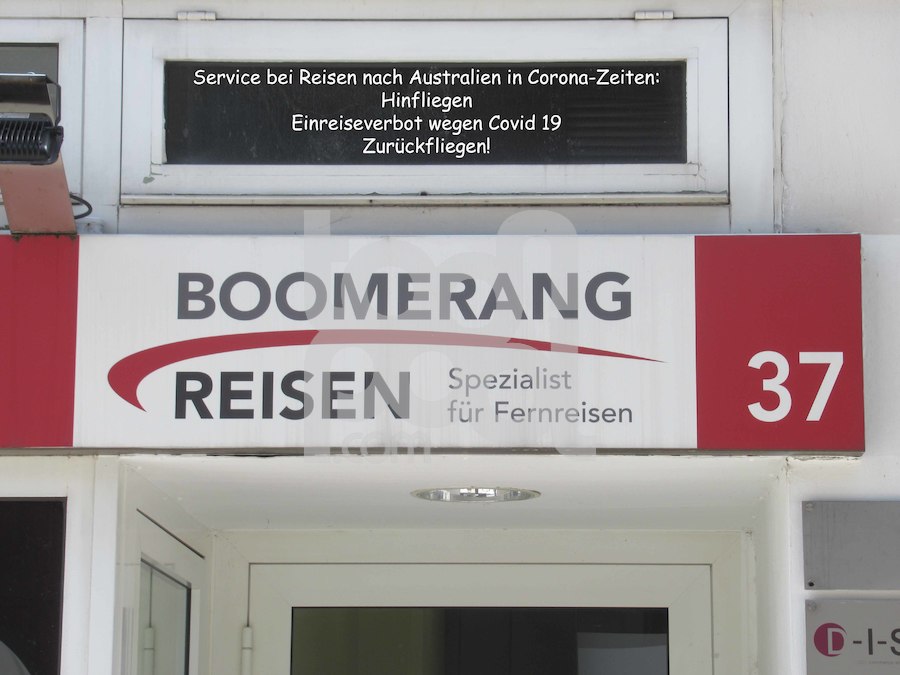 Service bei Reisen nach Australien in Corona-Zeiten:
Hinfliegen
Einreiseverbot wegen Covid 19
Zurückfliegen!
BOOMERANG
REISEN
Spezialist
für Fernreisen
37
D-I-S